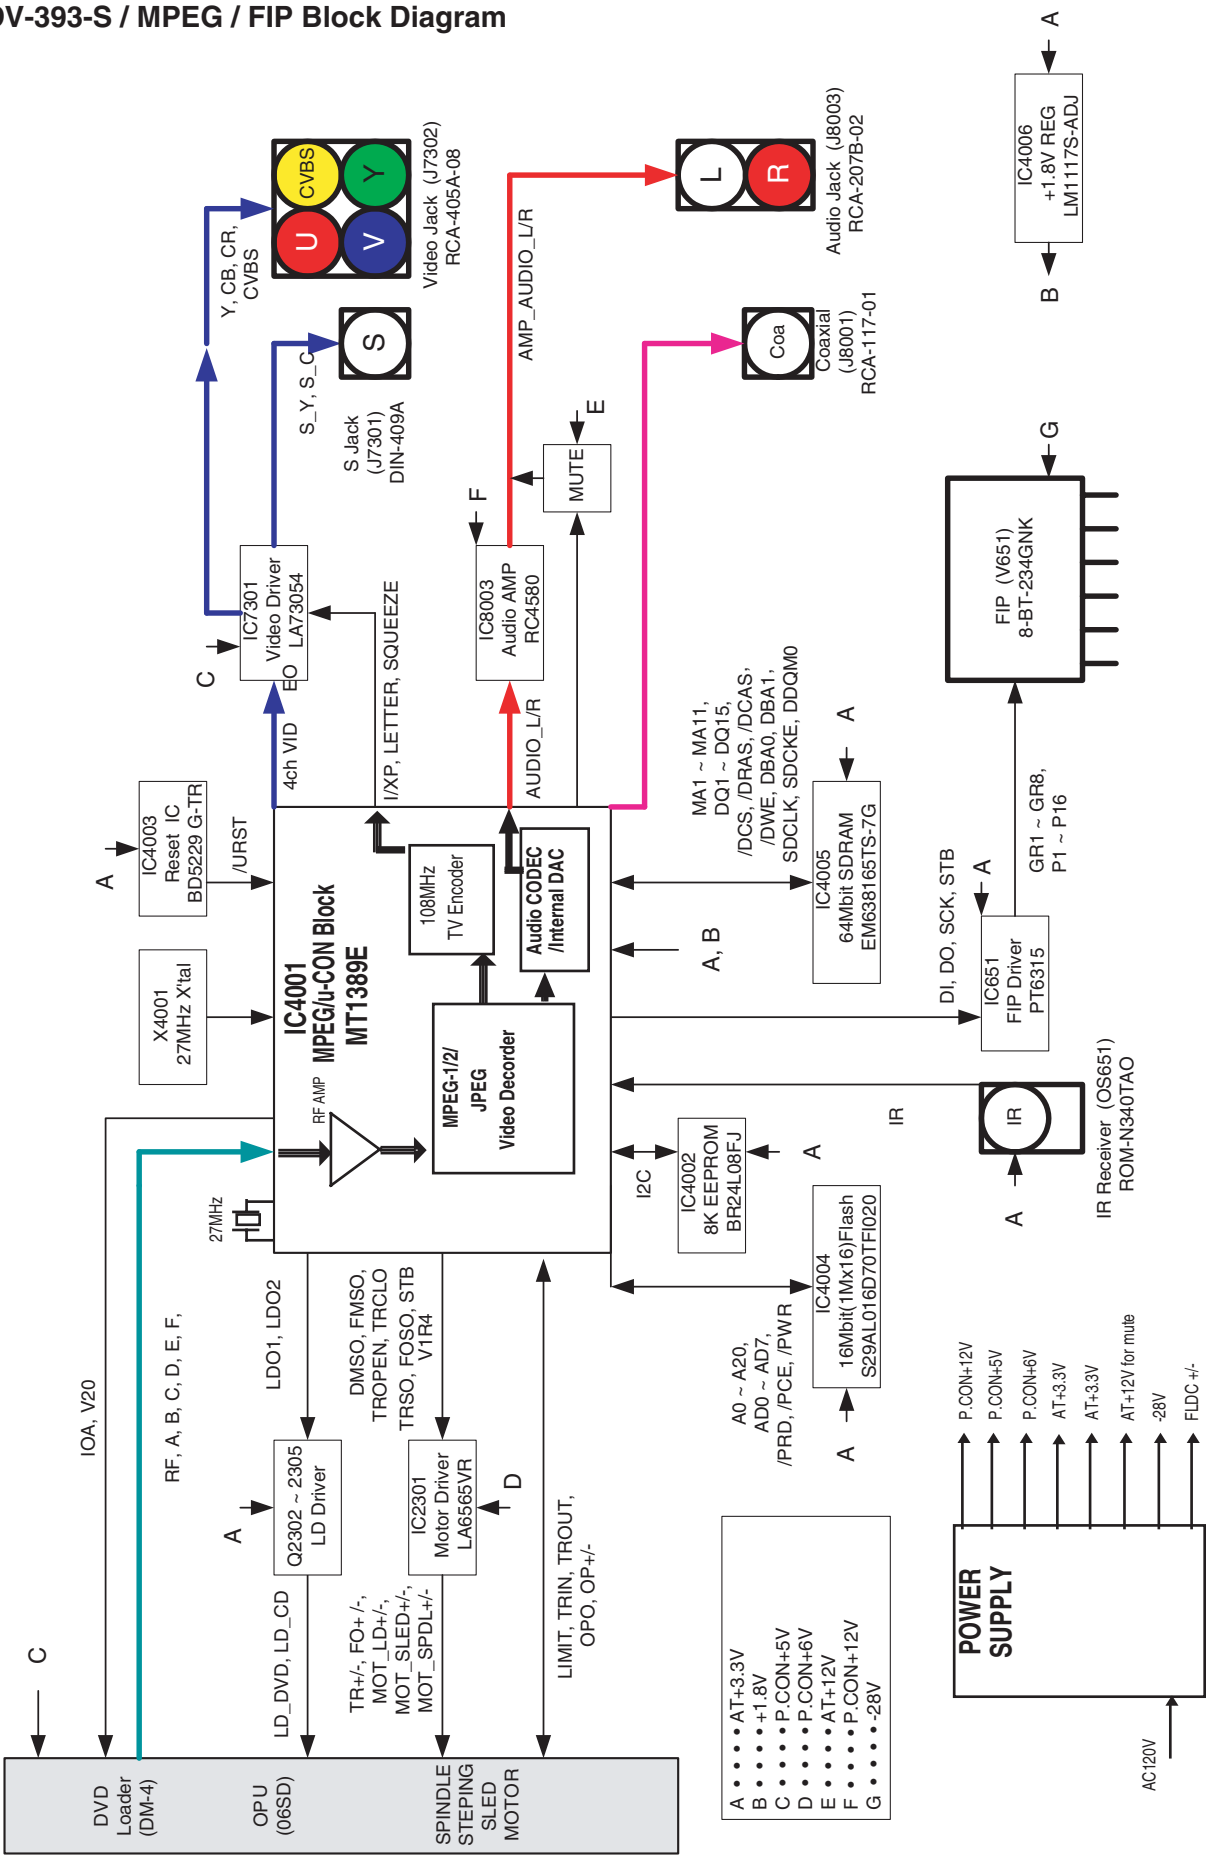 DV-393-S / MPEG / FIP Block Diagram
C
DVD
Loader
(DM-4)
OPU
(06SD)
SPINDLE
STEPING
SLED
MOTOR
IOA, V20
RF, A, B, C, D, E, F,
LD_DVD, LD_CD
TR+/-, FO+ /-,
MOT_LD+/-,
MOT_SLED+/-,
MOT_SPDL+/-
LIMIT, TRIN, TROUT,
OPO, OP+/-
A
Q2302 ~ 2305
LD Driver
IC2301
Motor Driver
LA6565VR
D
LDO1, LDO2
DMSO, FMSO,
TROPEN, TRCLO
TRSO, FOSO, STB
V1R4
27MHz
X4001
27MHz X'tal
A
IC4003
Reset IC
BD5229 G-TR
/URST
IC4001
MPEG/u-CON Block
MT1389E
RF AMP
MPEG-1/2/
JPEG
Video Decorder
108MHz
TV Encoder
Audio CODEC
/Internal DAC
4ch VIDEO
I/XP, LETTER, SQUEEZE
AUDIO_L/R
C
IC7301
Video Driver
LA73054
Y, CB, CR,
CVBS
S_Y, S_C
U
CVBS
V
Y
Video Jack (J7302)
RCA-405A-08
S
S Jack
(J7301)
DIN-409A
F
IC8003
Audio AMP
RC4580
MUTE
E
AMP_AUDIO_L/R
L
R
Audio Jack (J8003)
RCA-207B-02
Coa
Coaxial
(J8001)
RCA-117-01
A
IC4006
+1.8V REG
LM1117S-ADJ
B
A0 ~ A20,
AD0 ~ AD7,
/PRD, /PCE, /PWR
IC4004
16Mbit(1Mx16)Flash
S29AL016D70TFI020
A
I2C
IC4002
8K EEPROM
BR24L08FJ
A
IR
IR
A
IR Receiver (OS651)
ROM-N340TAO
A, B
MA1 ~ MA11,
DQ1 ~ DQ15,
/DCS, /DRAS, /DCAS,
/DWE, DBA0, DBA1,
SDCLK, SDCKE, DDQM0
IC4005
64Mbit SDRAM
EM638165TS-7G
A
DI, DO, SCK, STB
A
IC651
FIP Driver
PT6315
GR1 ~ GR8,
P1 ~ P16
FIP (V651)
8-BT-234GNK
G
A • • • • AT+3.3V
B • • • • +1.8V
C • • • • P.CON+5V
D • • • • P.CON+6V
E • • • • AT+12V
F • • • • P.CON+12V
G • • • • -28V
AC120V
POWER
SUPPLY
P.CON+12V
P.CON+5V
P.CON+6V
AT+3.3V
AT+3.3V
AT+12V for mute
-28V
FLDC +/-